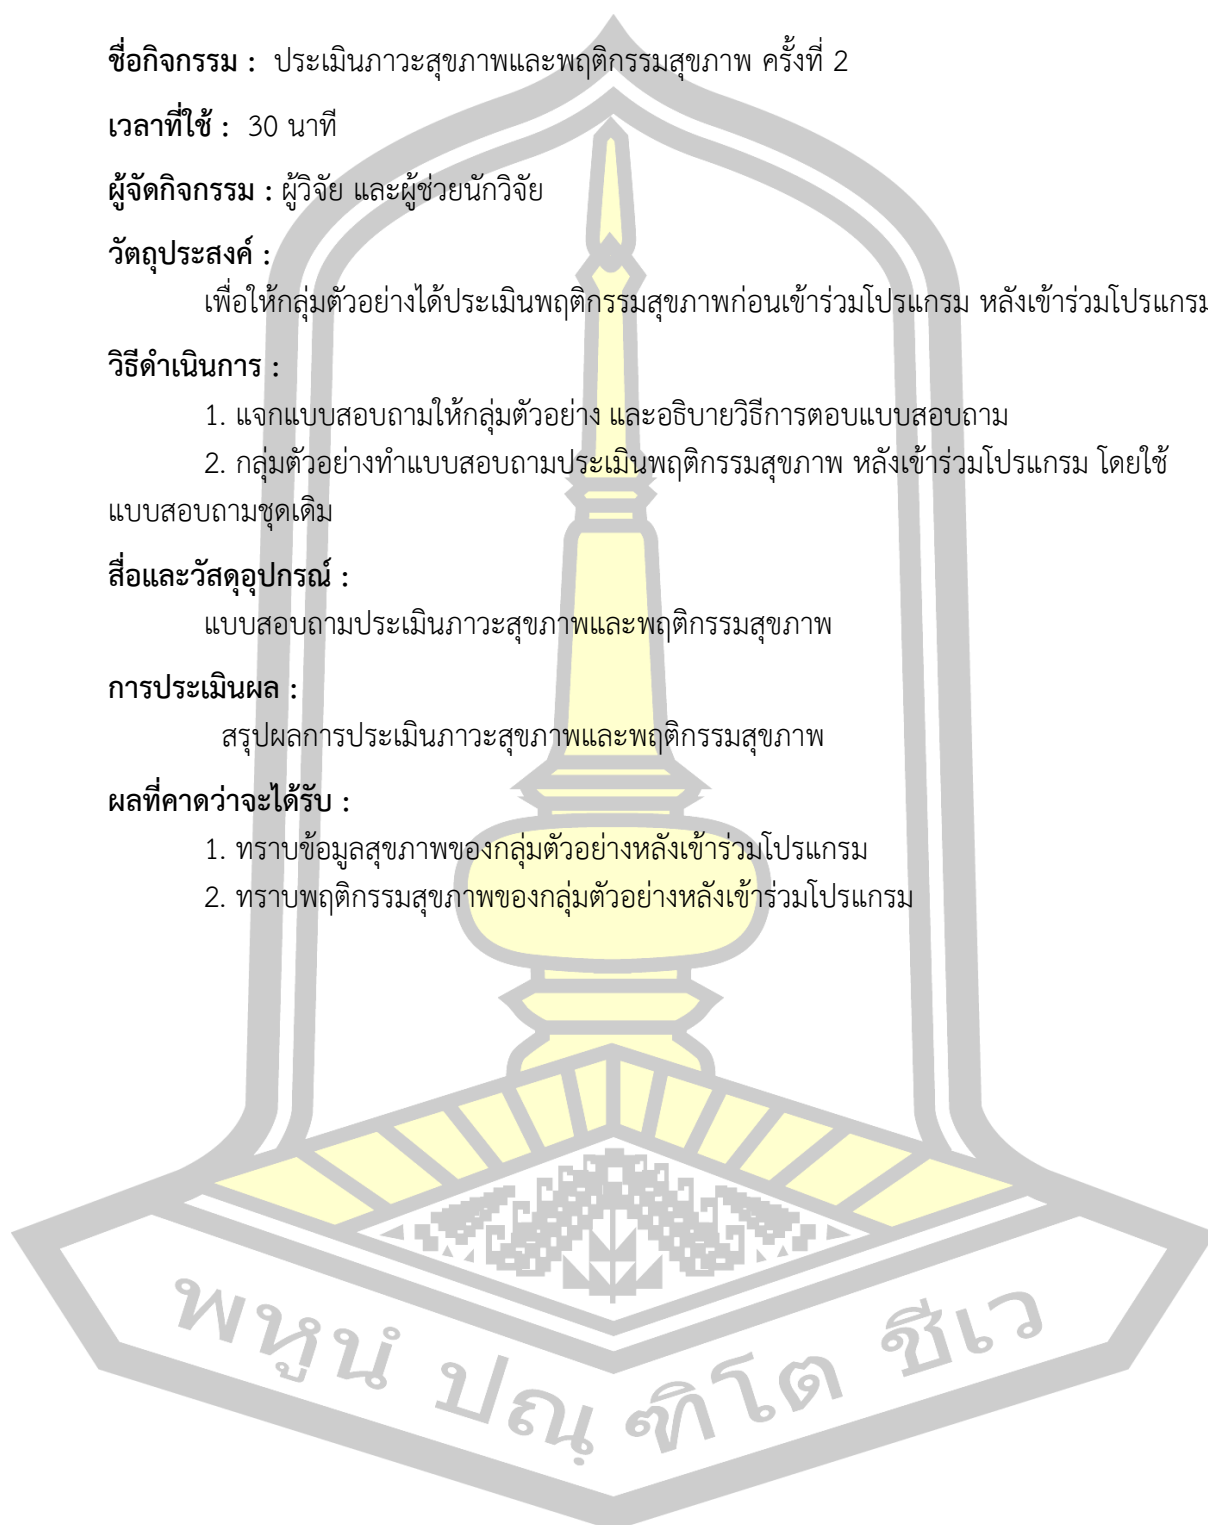 ชื่อกิจกรรม : ประเมินภาวะสุขภาพและพฤติกรรมสุขภาพ ครั้งที่ 2
เวลาที่ใช้ : 30 นาที
ผู้จัดกิจกรรม : ผู้วิจัย และผู้ช่วยนักวิจัย
วัตถุประสงค์ :
เพื่อให้กลุ่มตัวอย่างได้ประเมินพฤติกรรมสุขภาพก่อนเข้าร่วมโปรแกรม หลังเข้าร่วมโปรแกรม
วิธีดำเนินการ :
1. แจกแบบสอบถามให้กลุ่มตัวอย่าง และอธิบายวิธีการตอบแบบสอบถาม
2. กลุ่มตัวอย่างทำแบบสอบถามประเมินพฤติกรรมสุขภาพ หลังเข้าร่วมโปรแกรม โดยใช้
แบบสอบถามชุดเดิม
สื่อและวัสดุอุปกรณ์ :
แบบสอบถามประเมินภาวะสุขภาพและพฤติกรรมสุขภาพ
การประเมินผล :
สรุปผลการประเมินภาวะสุขภาพและพฤติกรรมสุขภาพ
ผลที่คาดว่าจะได้รับ :
1. ทราบข้อมูลสุขภาพของกลุ่มตัวอย่างหลังเข้าร่วมโปรแกรม
2. ทราบพฤติกรรมสุขภาพของกลุ่มตัวอย่างหลังเข้าร่วมโปรแกรม
พหูนํ ปณฺฑิโต ชีเว